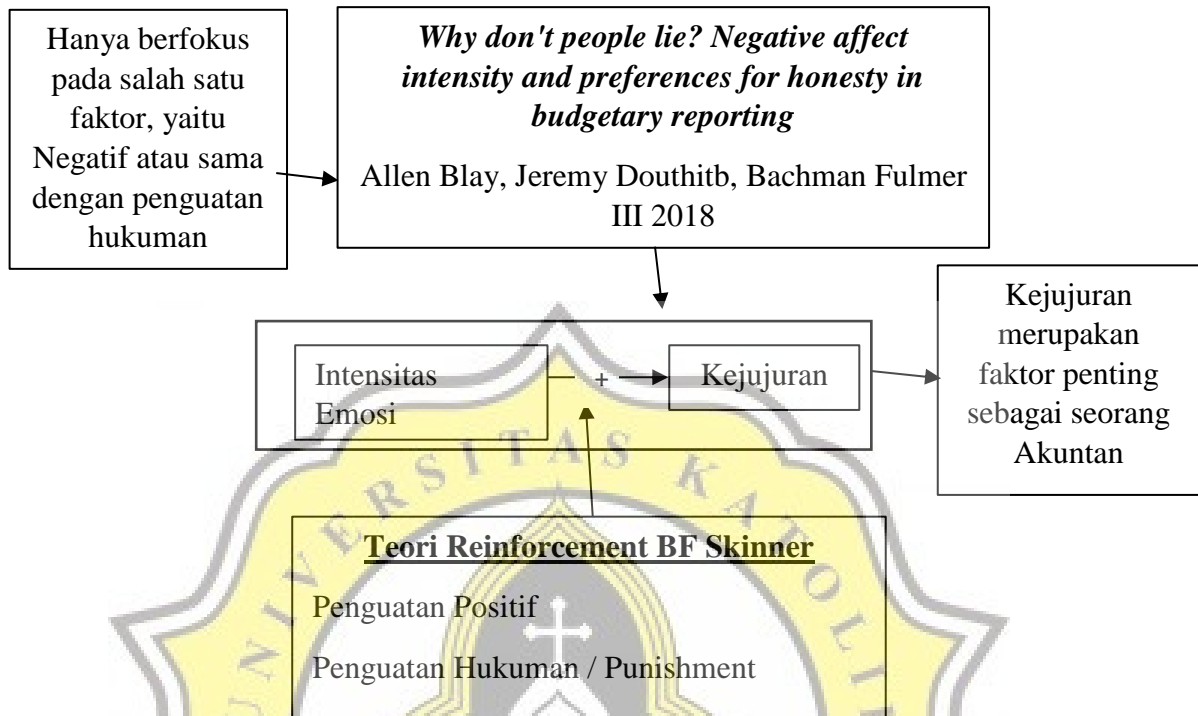 Hanya berfokus
pada salah satu
faktor, yaitu
Negatif atau sama
dengan penguatan
hukuman
Why don't people lie? Negative affect
intensity and preferences for honesty in
budgetary reporting
Allen Blay, Jeremy Douthitb, Bachman Fulmer
III 2018
Intensitas
Emosi
+
Kejujuran
Kejujuran
merupakan
faktor penting
sebagai seorang
Akuntan
Teori Reinforcement BF Skinner
Penguatan Positif
Penguatan Hukuman / Punishment
UNIVERSITAS KATOLI